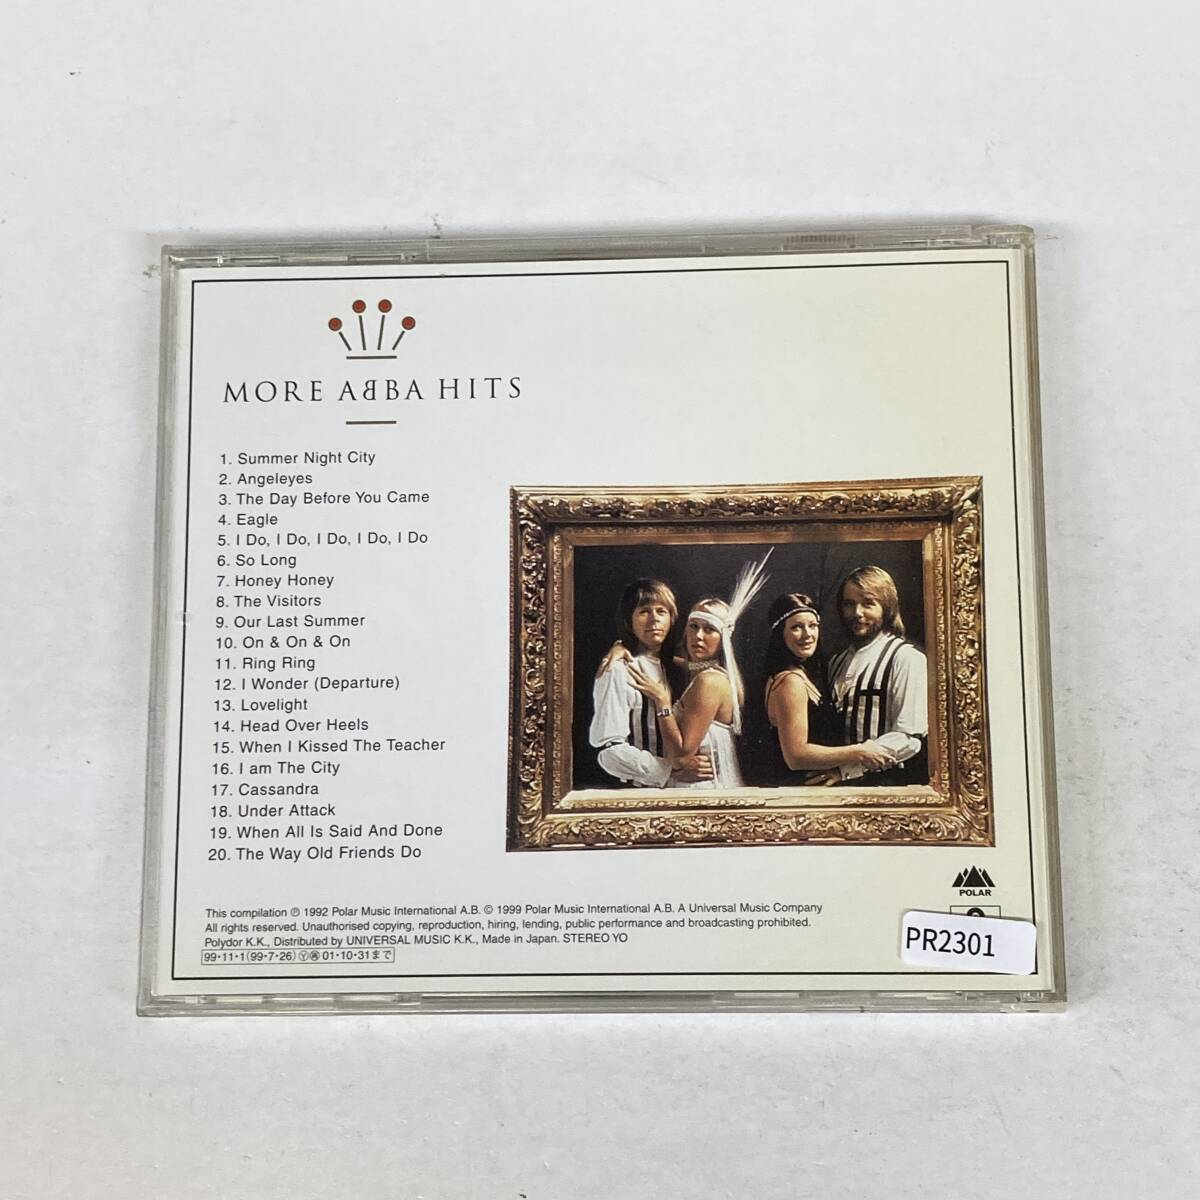 MORE ABBA HITS
1. Summer Night City
2. Angeleyes
3. The Day Before You Came
4. Eagle
5. I Do, I Do, I Do, I Do, I Do
6. So Long
7. Honey Honey
8. The Visitors
9. Our Last Summer
10. On & On & On
11. Ring Ring
12. I Wonder (Departure)
13. Lovelight
14. Head Over Heels
15. When I Kissed The Teacher
16. I am The City
17. Cassandra
18. Under Attack
19. When All Is Said And Done
20. The Way Old Friends Do
POLAR
This compilation ℗ 1992 Polar Music International A.B. © 1999 Polar Music International A.B. A Universal Music Company
All rights reserved. Unauthorised copying, reproduction, hiring, lending, public performance and broadcasting prohibited.
Polydor K.K., Distributed by UNIVERSAL MUSIC K.K., Made in Japan. STEREO YO
99・11・1(99・7・26)Ⓨ㊕01・10・31まで
PR2301